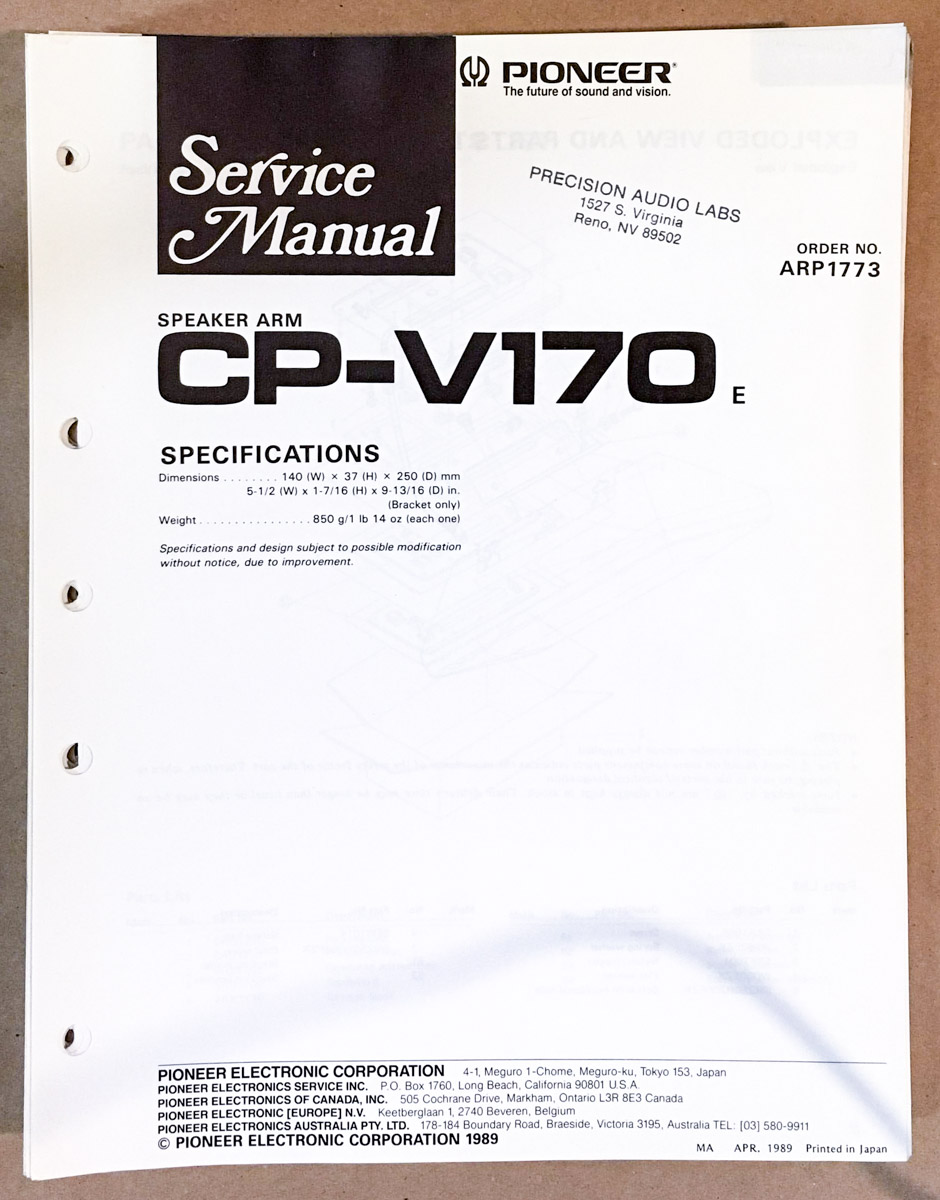 PIONEER®
The future of sound and vision.
Service
Manual
PRECISION AUDIO LABS
1527 S. Virginia
Reno, NV 89502
ORDER NO.
ARP1773
SPEAKER ARM
CP-V170 E
SPECIFICATIONS
Dimensions . . . . . . . . 140 (W) × 37 (H) × 250 (D) mm
5-1/2 (W) x 1-7/16 (H) x 9-13/16 (D) in.
(Bracket only)
Weight . . . . . . . . . . . . . . . . 850 g/1 lb 14 oz (each one)
Specifications and design subject to possible modification
without notice, due to improvement.
PIONEER ELECTRONIC CORPORATION 4-1, Meguro 1-Chome, Meguro-ku, Tokyo 153, Japan
PIONEER ELECTRONICS SERVICE INC. P.O. Box 1760, Long Beach, California 90801 U.S.A.
PIONEER ELECTRONICS OF CANADA, INC. 505 Cochrane Drive, Markham, Ontario L3R 8E3 Canada
PIONEER ELECTRONIC [EUROPE] N.V. Keetberglaan 1, 2740 Beveren, Belgium
PIONEER ELECTRONICS AUSTRALIA PTY. LTD. 178-184 Boundary Road, Braeside, Victoria 3195, Australia TEL: [03] 580-9911
© PIONEER ELECTRONIC CORPORATION 1989
MA APR. 1989 Printed in Japan